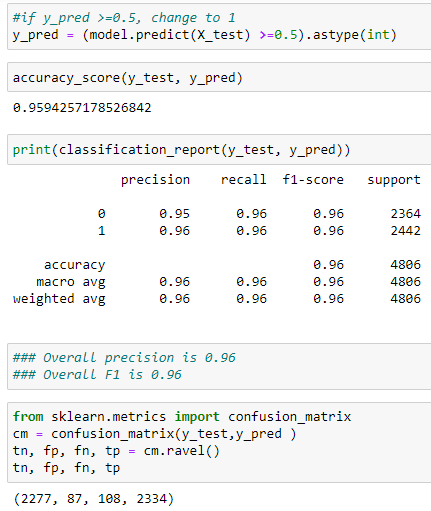 #if y_pred >=0.5, change to 1
y_pred = (model.predict(X_test) >=0.5).astype(int)
accuracy_score(y_test, y_pred)
0.9594257178526842
print(classification_report(y_test, y_pred))
precision recall f1-score support
0 0.95 0.96 0.96 2364
1 0.96 0.96 0.96 2442
accuracy 0.96 4806
macro avg 0.96 0.96 0.96 4806
weighted avg 0.96 0.96 0.96 4806
### Overall precision is 0.96
### Overall F1 is 0.96
from sklearn.metrics import confusion_matrix
cm = confusion_matrix(y_test,y_pred )
tn, fp, fn, tp = cm.ravel()
tn, fp, fn, tp
(2277, 87, 108, 2334)